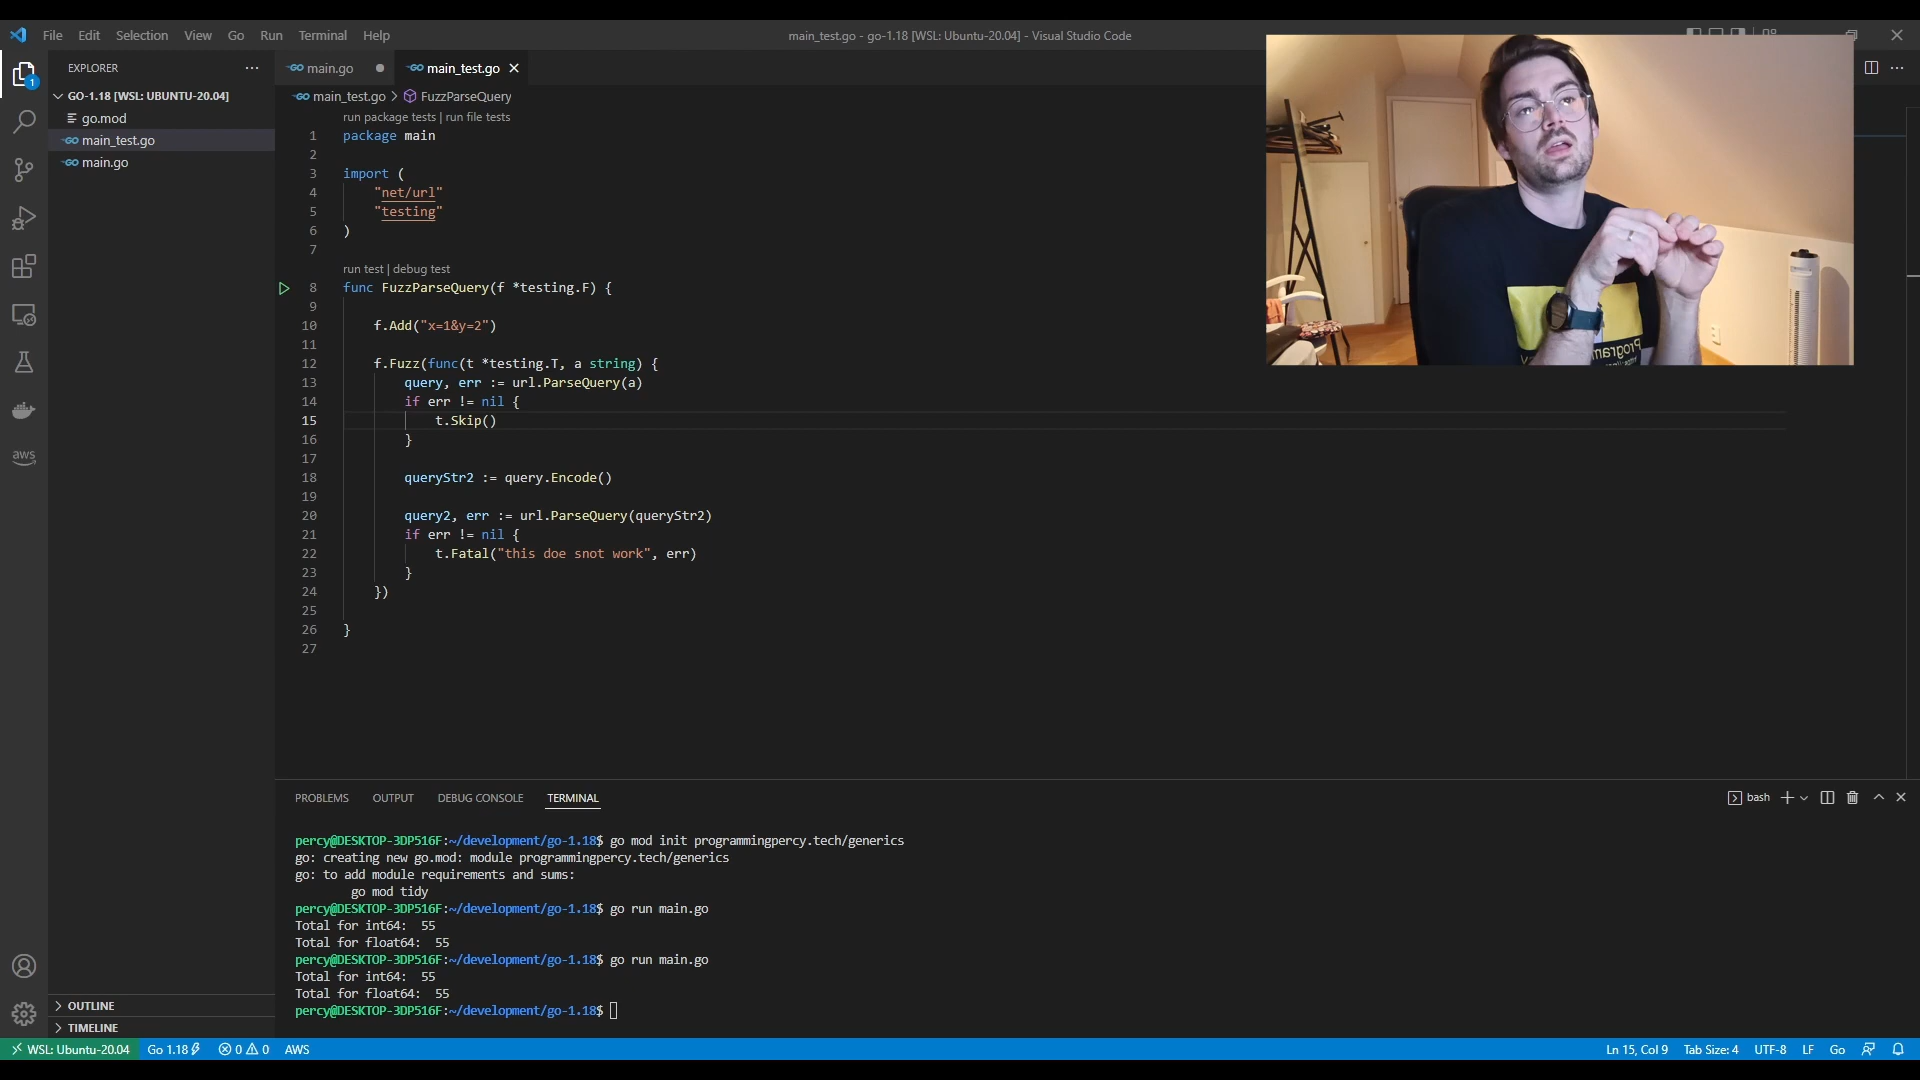 File Edit Selection View Go Run Terminal Help
main_test.go - go-1.18 [WSL: Ubuntu-20.04] - Visual Studio Code
EXPLORER
GO-1.18 [WSL: UBUNTU-20.04]
go.mod
main_test.go
main.go
main.go
main_test.go
main_test.go > FuzzParseQuery
run package tests | run file tests
1 package main
2
3 import (
4 "net/url"
5 "testing"
6 )
7
run test | debug test
8 func FuzzParseQuery(f *testing.F) {
9
10 f.Add("x=1&y=2")
11
12 f.Fuzz(func(t *testing.T, a string) {
13 query, err := url.ParseQuery(a)
14 if err != nil {
15 t.Skip()
16 }
17
18 queryStr2 := query.Encode()
19
20 query2, err := url.ParseQuery(queryStr2)
21 if err != nil {
22 t.Fatal("this doe snot work", err)
23 }
24 })
25
26 }
27
1
aws
PROBLEMS OUTPUT DEBUG CONSOLE TERMINAL
bash
percy@DESKTOP-3DP516F:~/development/go-1.18$ go mod init programmingpercy.tech/generics
go: creating new go.mod: module programmingpercy.tech/generics
go: to add module requirements and sums:
go mod tidy
percy@DESKTOP-3DP516F:~/development/go-1.18$ go run main.go
Total for int64: 55
Total for float64: 55
percy@DESKTOP-3DP516F:~/development/go-1.18$ go run main.go
Total for int64: 55
Total for float64: 55
percy@DESKTOP-3DP516F:~/development/go-1.18$
OUTLINE
TIMELINE
WSL: Ubuntu-20.04 Go 1.18 0 0 AWS
Ln 15, Col 9 Tab Size: 4 UTF-8 LF Go